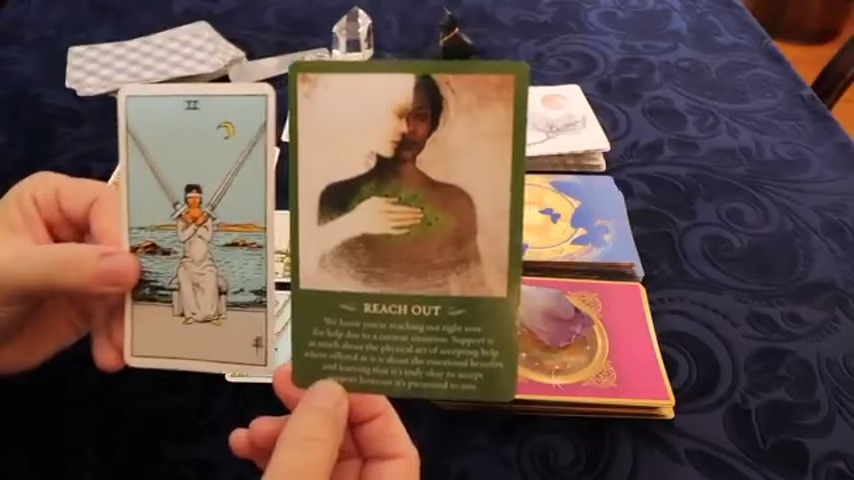 II
REACH OUT
We know you're reaching out right now
for help due to a current situation. Support is
as much about the physical act of accepting help
where offered as it is about the emotional benefits
and learning that it's truly okay to accept
support however it's presented to you